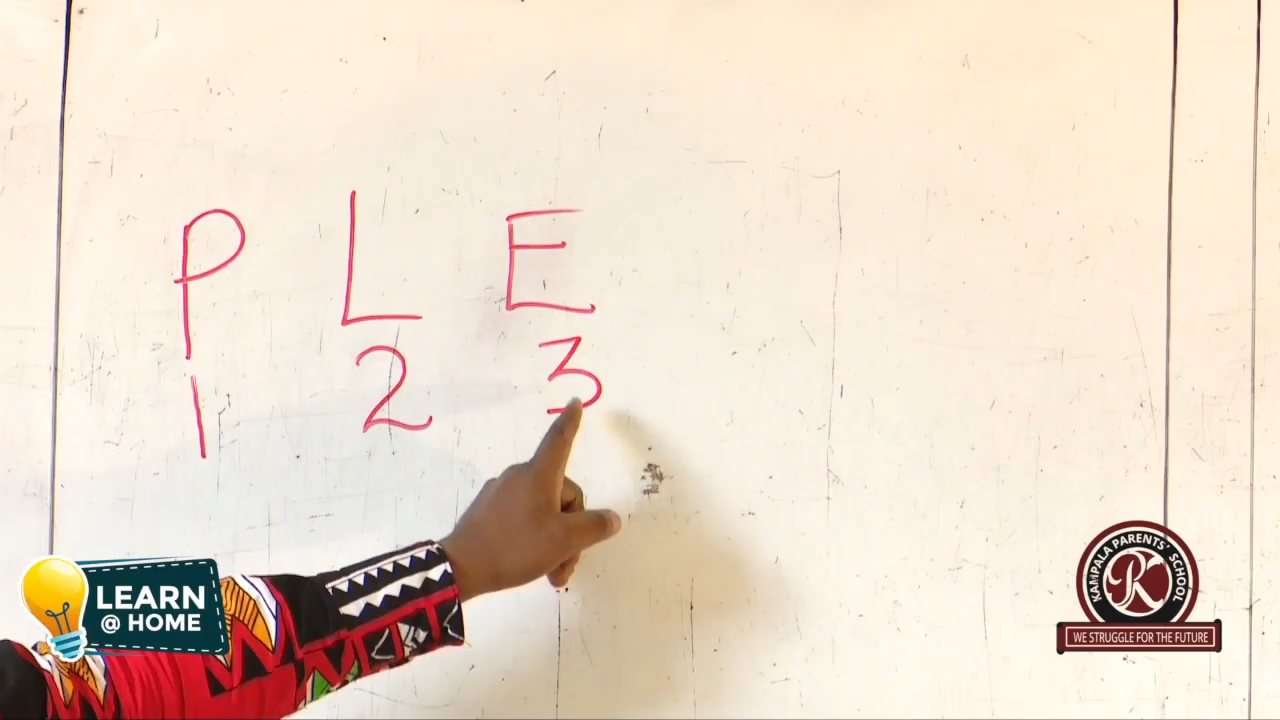 P L E
1 2 3
LEARN
@ HOME
KAMPALA PARENTS' SCHOOL
WE STRUGGLE FOR THE FUTURE